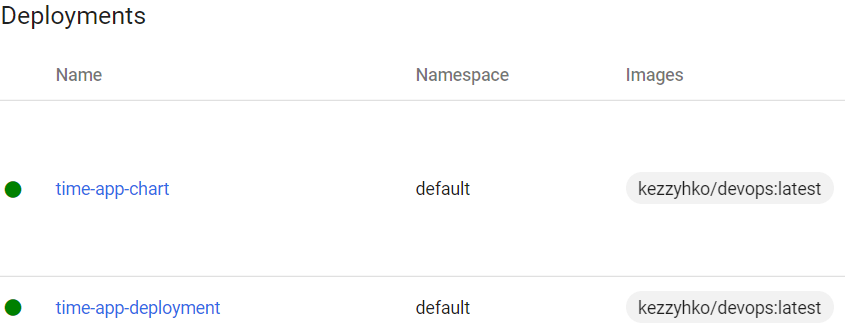 Deployments
Name Namespace Images
time-app-chart default kezzyhko/devops:latest
time-app-deployment default kezzyhko/devops:latest